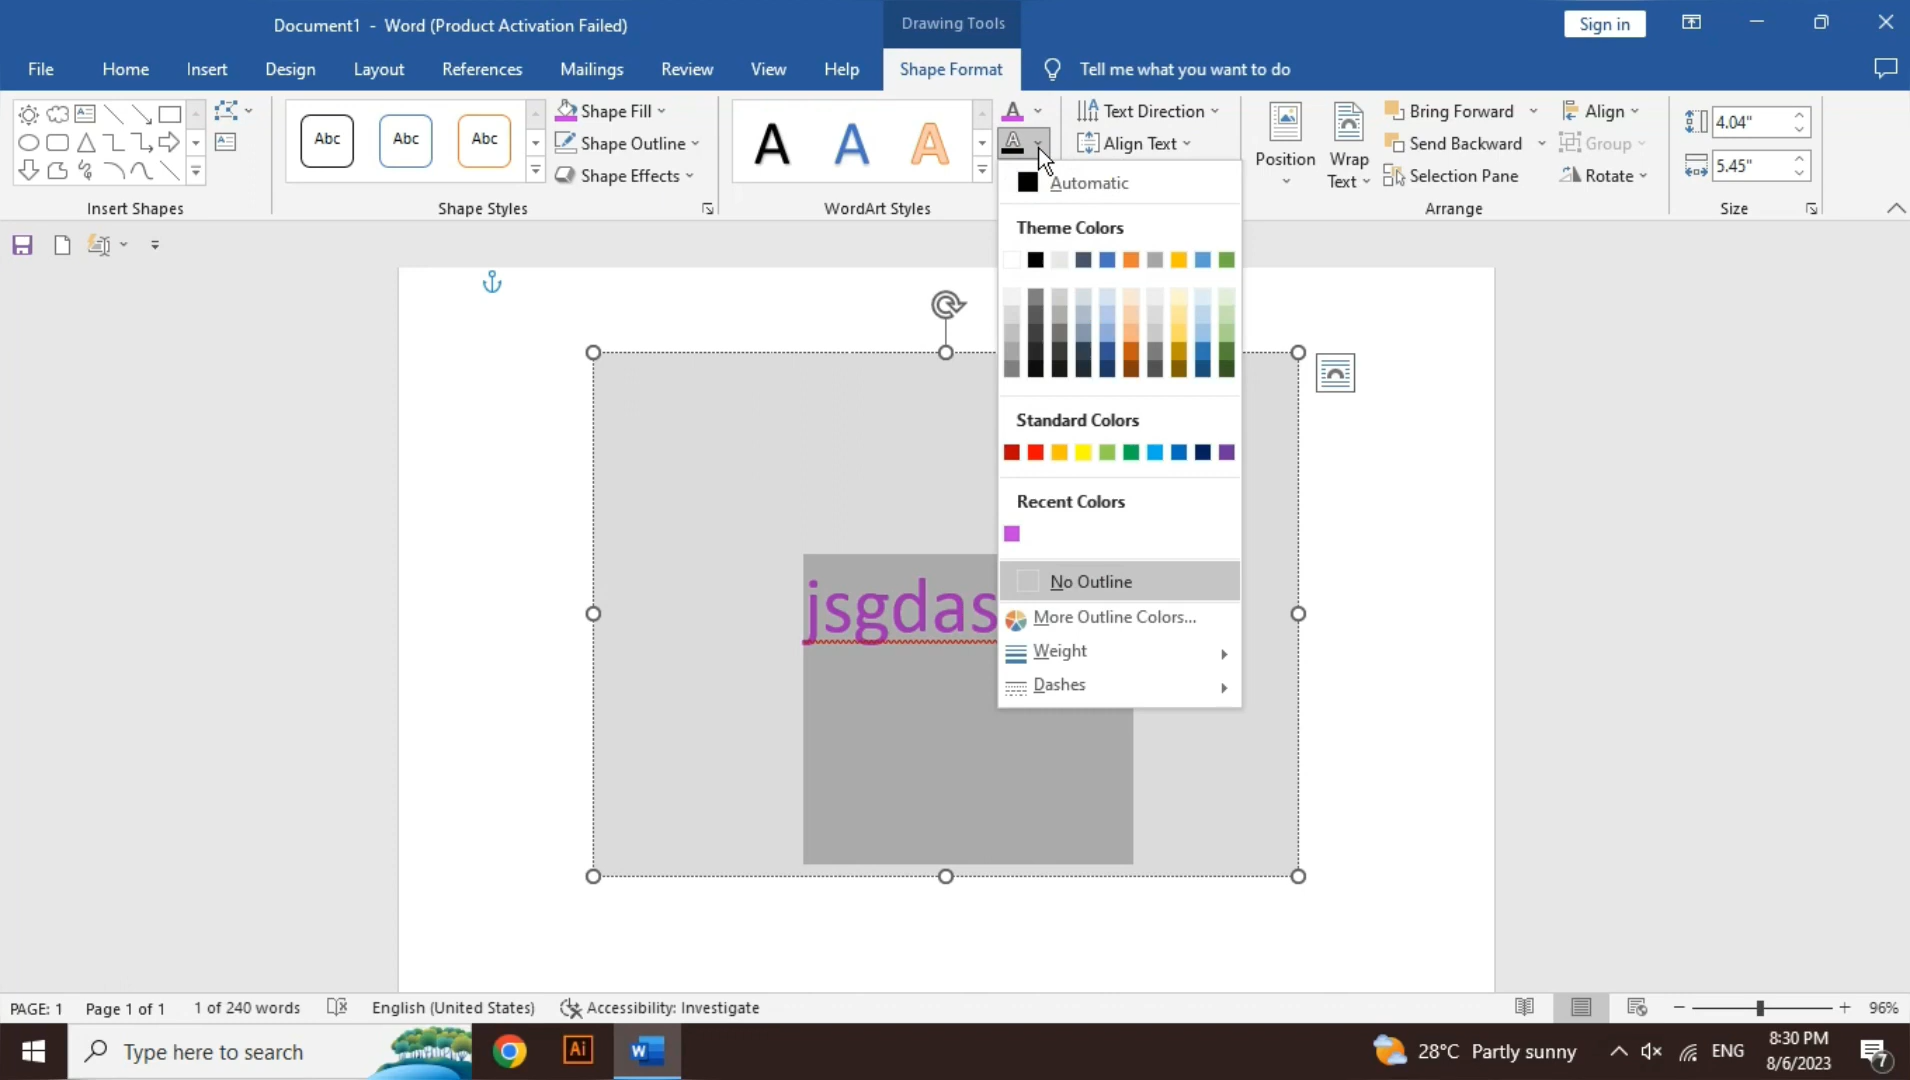 Document1 - Word (Product Activation Failed)
Drawing Tools
Sign in
File Home Insert Design Layout References Mailings Review View Help Shape Format Tell me what you want to do
Abc Abc Abc
Shape Fill
Shape Outline
Shape Effects
A A A
A
A
Text Direction
Align Text
Position
Wrap Text
Bring Forward
Send Backward
Selection Pane
Align
Group
Rotate
4.04"
5.45"
Insert Shapes
Shape Styles
WordArt Styles
Arrange
Size
Automatic
Theme Colors
Standard Colors
Recent Colors
No Outline
More Outline Colors...
Weight
Dashes
jsgdas
PAGE: 1 Page 1 of 1 1 of 240 words English (United States) Accessibility: Investigate 96%
Type here to search
Ai
W
28°C Partly sunny
ENG
8:30 PM
8/6/2023
7